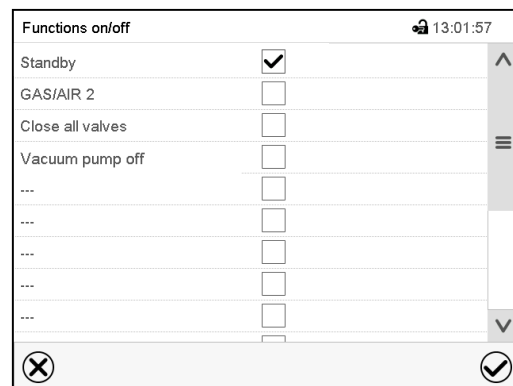 Functions on/off 13:01:57
Standby
GAS/AIR 2
Close all valves
Vacuum pump off
---
---
---
---
---